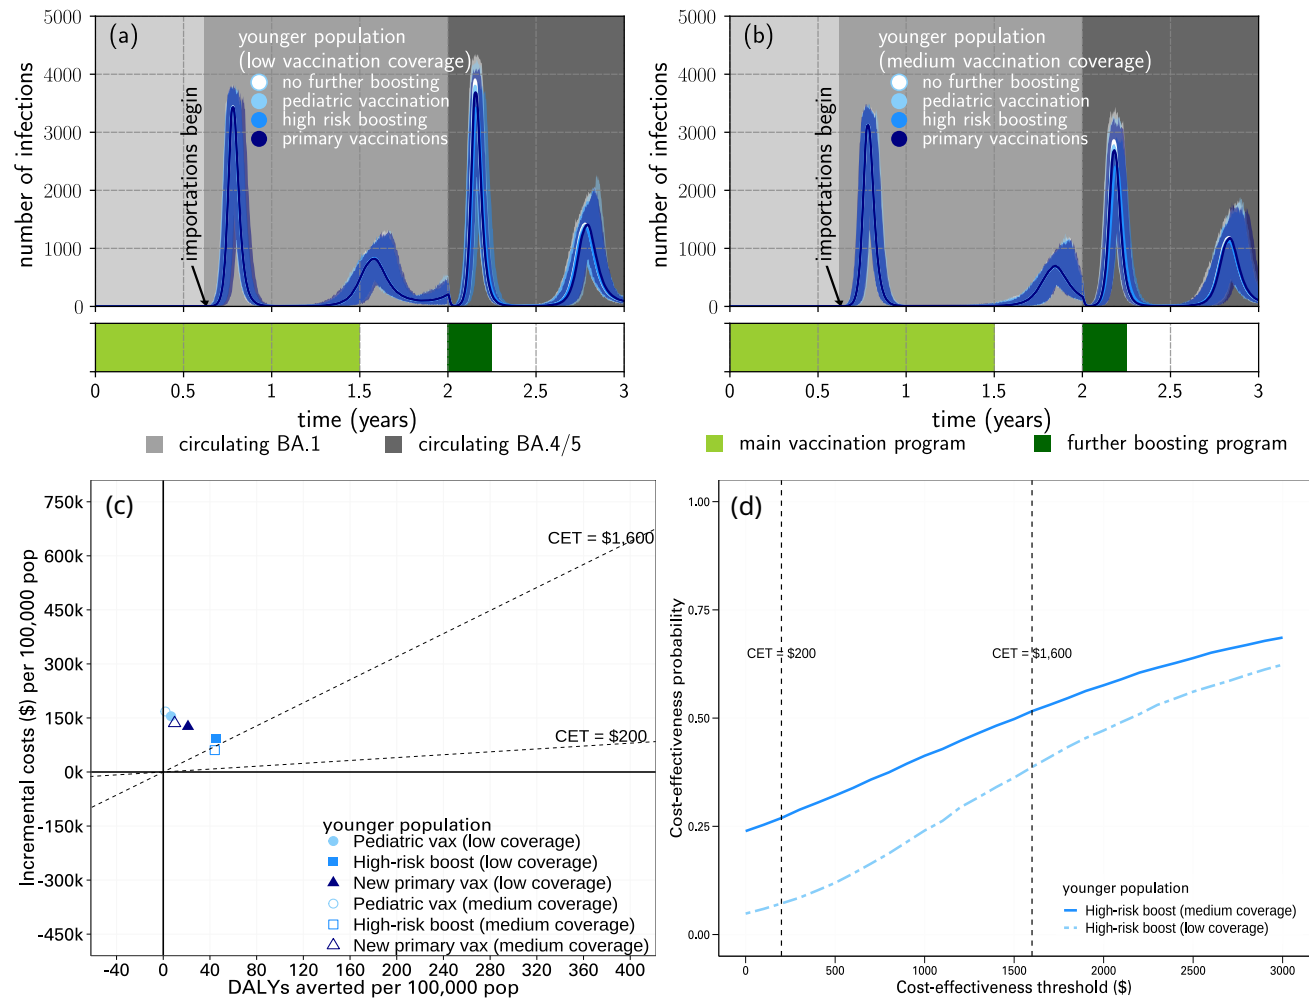 (a)
younger population
(low vaccination coverage)
no further boosting
pediatric vaccination
high risk boosting
primary vaccinations
importations begin
number of infections
5000
4000
3000
2000
1000
0
0 0.5 1 1.5 2 2.5 3
time (years)
circulating BA.1 circulating BA.4/5
(b)
younger population
(medium vaccination coverage)
no further boosting
pediatric vaccination
high risk boosting
primary vaccinations
importations begin
number of infections
5000
4000
3000
2000
1000
0
0 0.5 1 1.5 2 2.5 3
time (years)
main vaccination program further boosting program
(c)
Incremental costs ($) per 100,000 pop
750k
600k
450k
300k
150k
0k
-150k
-300k
-450k
CET = $1,600
CET = $200
younger population
Pediatric vax (low coverage)
High-risk boost (low coverage)
New primary vax (low coverage)
Pediatric vax (medium coverage)
High-risk boost (medium coverage)
New primary vax (medium coverage)
-40 0 40 80 120 160 200 240 280 320 360 400
DALYs averted per 100,000 pop
(d)
Cost-effectiveness probability
1.00
0.75
0.50
0.25
0.00
CET = $200
CET = $1,600
younger population
High-risk boost (medium coverage)
High-risk boost (low coverage)
0 500 1000 1500 2000 2500 3000
Cost-effectiveness threshold ($)